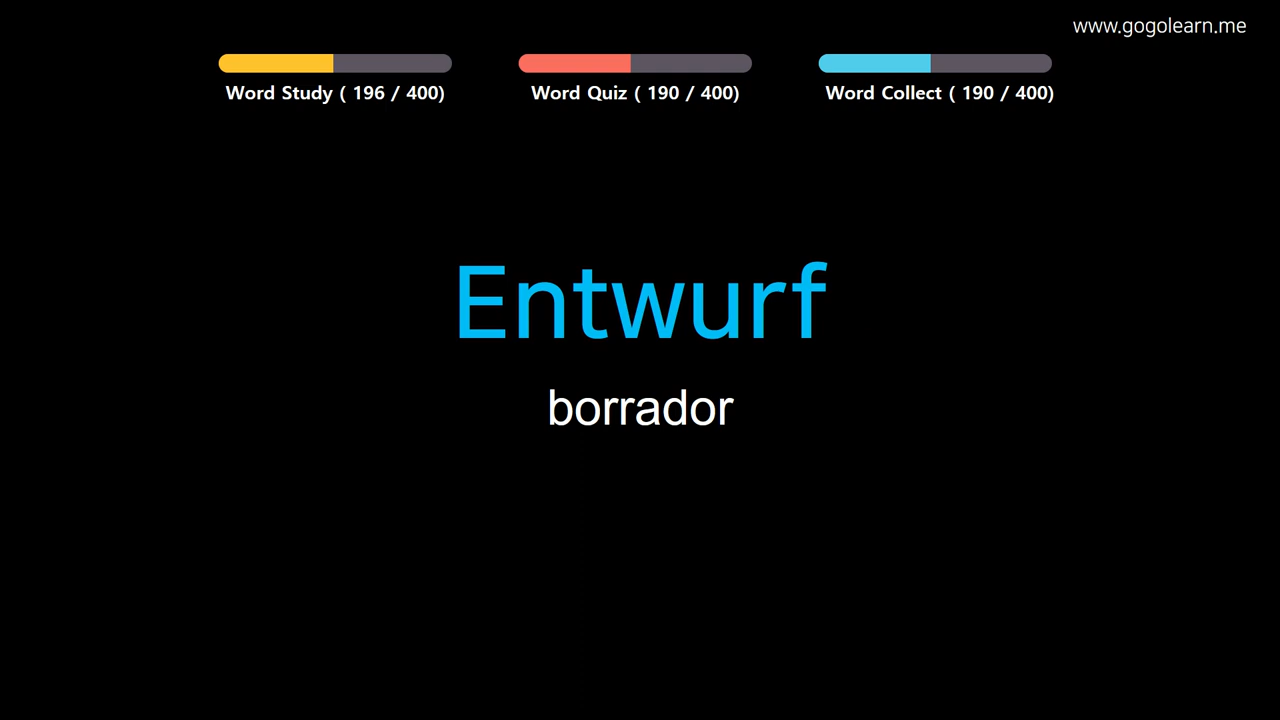 www.gogolearn.me
Word Study ( 196 / 400)
Word Quiz ( 190 / 400)
Word Collect ( 190 / 400)
Entwurf
borrador